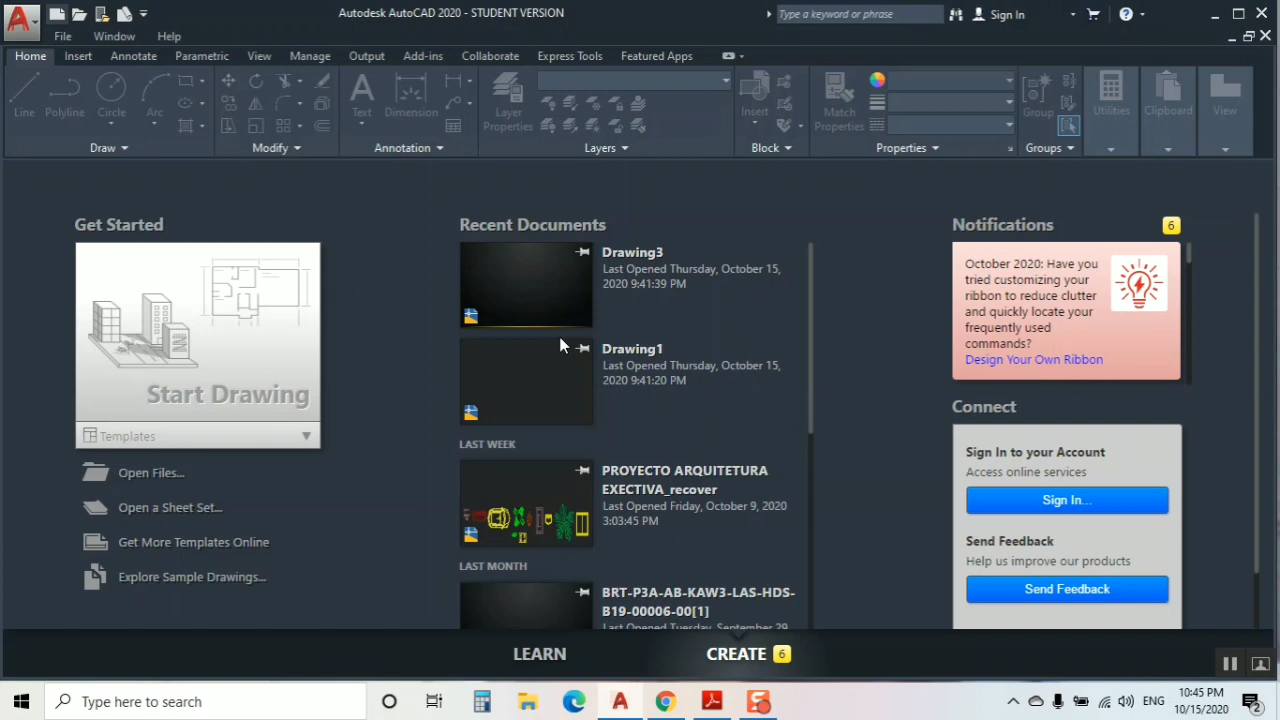 Autodesk AutoCAD 2020 - STUDENT VERSION
Type a keyword or phrase
Sign In
File Window Help
Home Insert Annotate Parametric View Manage Output Add-ins Collaborate Express Tools Featured Apps
Line Polyline Circle Arc
Text Dimension
Layer
Properties
Insert
Match
Properties
Group
Utilities
Clipboard
View
Draw Modify Annotation Layers Block Properties Groups
Get Started
Start Drawing
Templates
Open Files...
Open a Sheet Set...
Get More Templates Online
Explore Sample Drawings...
Recent Documents
Drawing3
Last Opened Thursday, October 15,
2020 9:41:39 PM
Drawing1
Last Opened Thursday, October 15,
2020 9:41:20 PM
LAST WEEK
PROYECTO ARQUITETURA
EXECTIVA_recover
Last Opened Friday, October 9, 2020
3:03:45 PM
LAST MONTH
BRT-P3A-AB-KAW3-LAS-HDS-
B19-00006-00[1]
Last Opened Tuesday, September 29,
Notifications 6
October 2020: Have you
tried customizing your
ribbon to reduce clutter
and quickly locate your
frequently used
commands?
Design Your Own Ribbon
Connect
Sign In to your Account
Access online services
Sign In...
Send Feedback
Help us improve our products
Send Feedback
LEARN CREATE 6
Type here to search
ENG
10:45 PM
10/15/2020
2